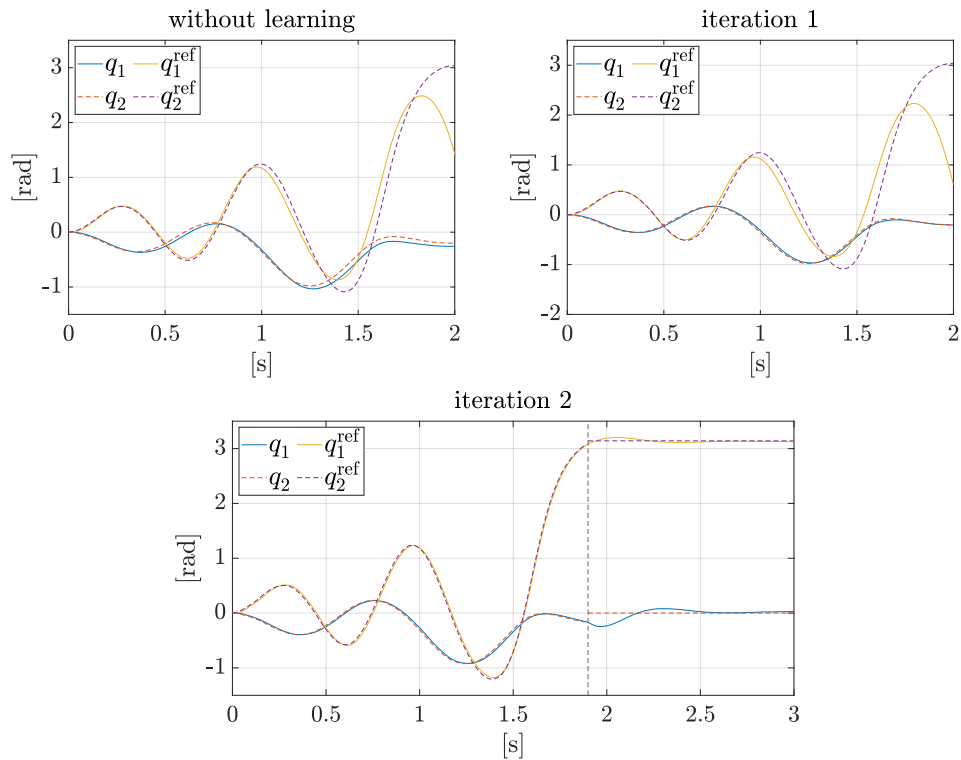 without learning
q₁ q₁ʳᵉᶠ
q₂ q₂ʳᵉᶠ
3
2
1
0
-1
[rad]
0 0.5 1 1.5 2
[s]
iteration 1
q₁ q₁ʳᵉᶠ
q₂ q₂ʳᵉᶠ
3
2
1
0
-1
-2
[rad]
0 0.5 1 1.5 2
[s]
iteration 2
q₁ q₁ʳᵉᶠ
q₂ q₂ʳᵉᶠ
3
2
1
0
-1
[rad]
0 0.5 1 1.5 2 2.5 3
[s]